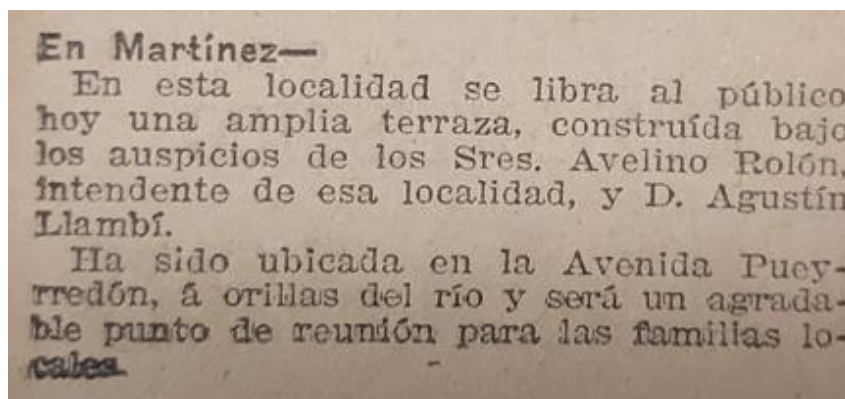 En Martínez—
En esta localidad se libra al público
hoy una amplia terraza, construída bajo
los auspicios de los Sres. Avelino Rolón,
intendente de esa localidad, y D. Agustín
Llambí.
Ha sido ubicada en la Avenida Puey-
rredón, á orillas del río y será un agrada-
ble punto de reunión para las familias lo-
cales.